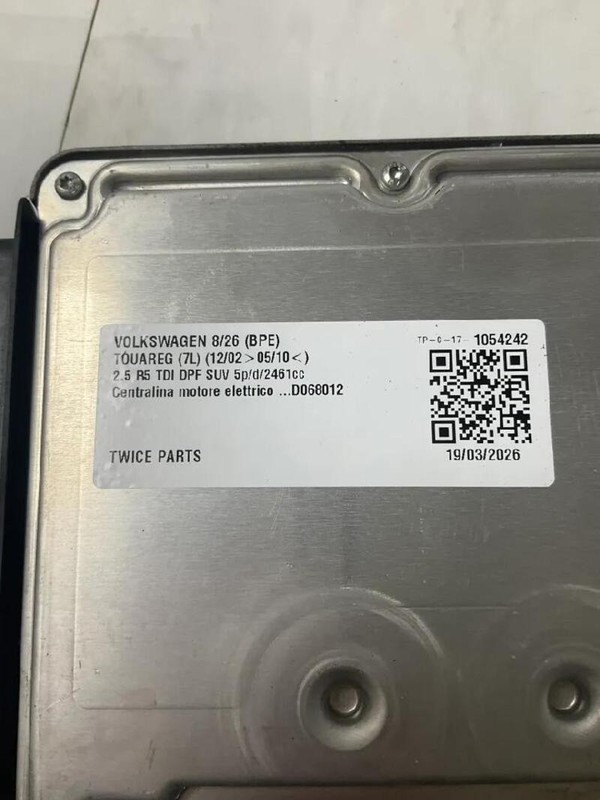 VOLKSWAGEN 8/26 (BPE)
TOUAREG (7L) (12/02>05/10<)
2.5 R5 TDI DPF SUV 5p/d/2461cc
Centralina motore elettrico ...D068012
TWICE PARTS
TP-0-17- 1054242
19/03/2026